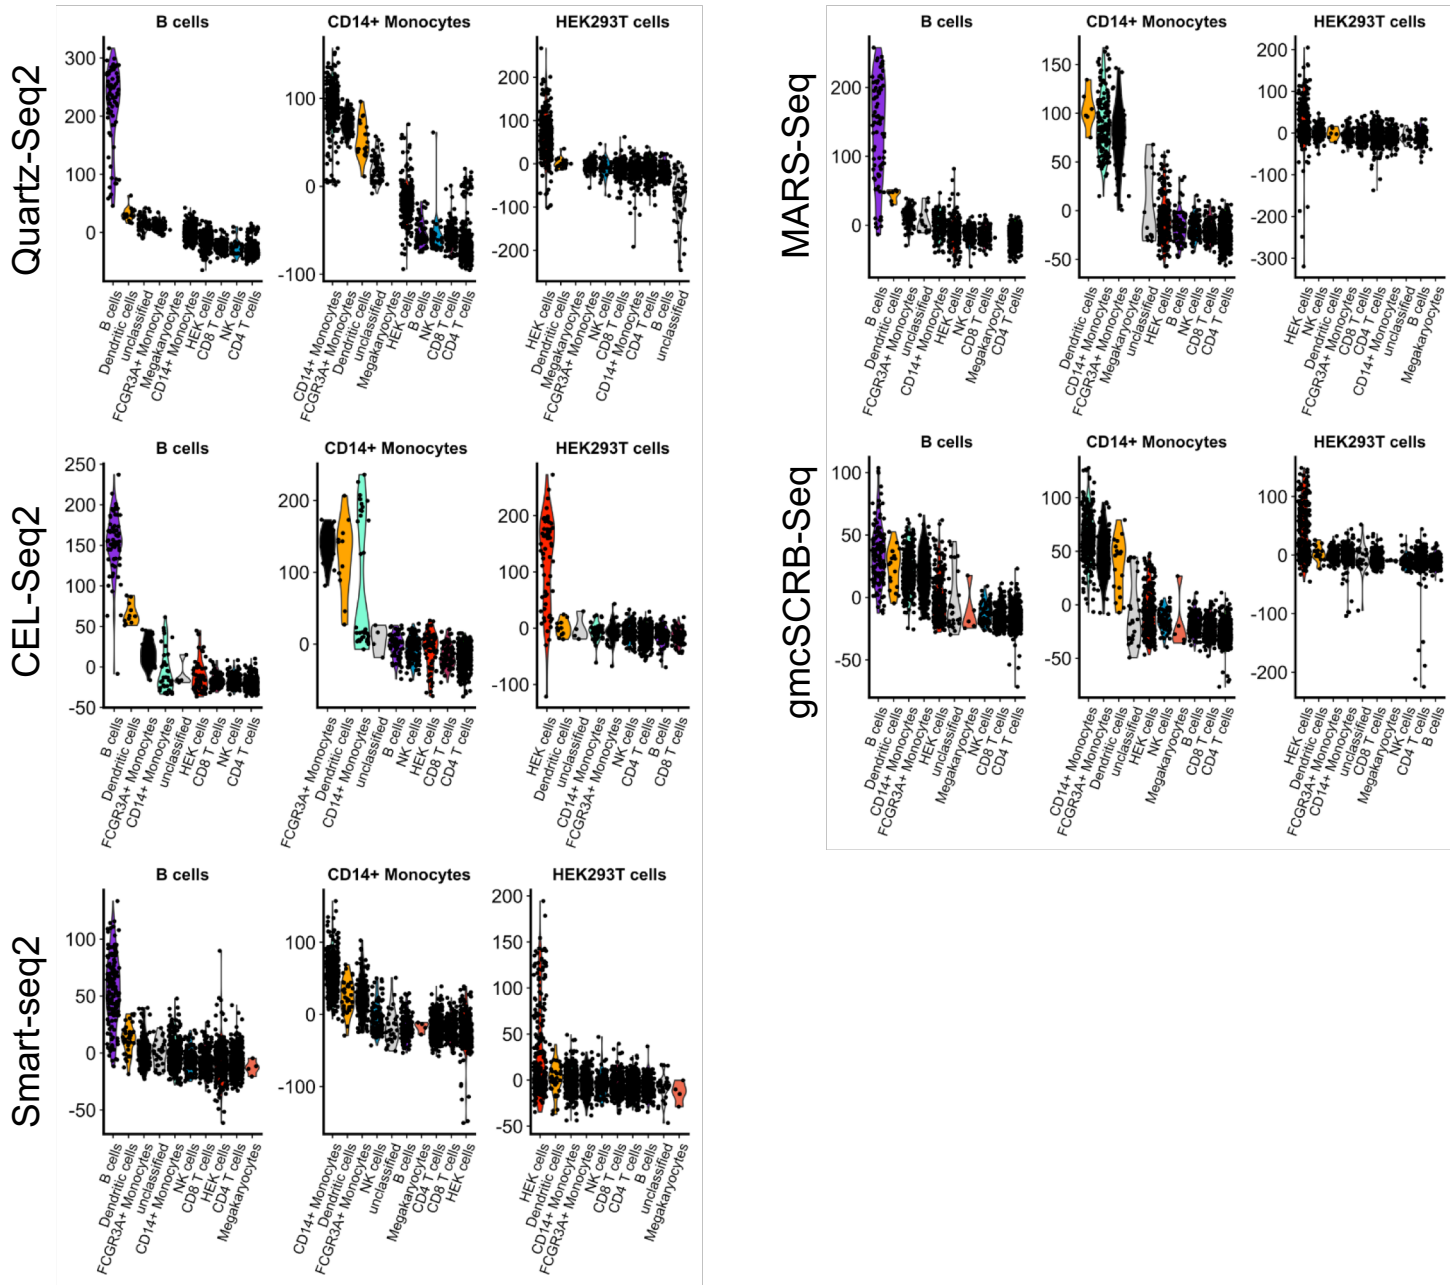 Quartz-Seq2
B cells
300
200
100
0
B cells
Dendritic cells
unclassified
FCGR3A+ Monocytes
Megakaryocytes
CD14+ Monocytes
HEK cells
CD8 T cells
NK cells
CD4 T cells
CD14+ Monocytes
100
0
-100
CD14+ Monocytes
FCGR3A+ Monocytes
Dendritic cells
unclassified
Megakaryocytes
HEK cells
B cells
NK cells
CD8 T cells
CD4 T cells
HEK293T cells
200
100
0
-100
-200
HEK cells
Dendritic cells
Megakaryocytes
FCGR3A+ Monocytes
NK cells
CD8 T cells
CD14+ Monocytes
CD4 T cells
B cells
unclassified
MARS-Seq
B cells
200
100
0
B cells
Dendritic cells
FCGR3A+ Monocytes
unclassified
CD14+ Monocytes
HEK cells
NK cells
CD8 T cells
Megakaryocytes
CD4 T cells
CD14+ Monocytes
150
100
50
0
-50
Dendritic cells
CD14+ Monocytes
FCGR3A+ Monocytes
Megakaryocytes
unclassified
HEK cells
B cells
NK cells
CD8 T cells
CD4 T cells
HEK293T cells
200
100
0
-100
-200
-300
HEK cells
NK cells
Dendritic cells
FCGR3A+ Monocytes
CD8 T cells
CD4 T cells
CD14+ Monocytes
unclassified
B cells
Megakaryocytes
CEL-Seq2
B cells
250
200
150
100
50
0
-50
B cells
Dendritic cells
FCGR3A+ Monocytes
CD14+ Monocytes
unclassified
HEK cells
CD8 T cells
NK cells
CD4 T cells
CD14+ Monocytes
200
100
0
FCGR3A+ Monocytes
Dendritic cells
CD14+ Monocytes
unclassified
B cells
NK cells
HEK cells
CD8 T cells
CD4 T cells
HEK293T cells
200
100
0
-100
HEK cells
Dendritic cells
unclassified
CD14+ Monocytes
FCGR3A+ Monocytes
NK cells
CD4 T cells
B cells
CD8 T cells
gmcSCRB-Seq
B cells
100
50
0
-50
B cells
Dendritic cells
CD14+ Monocytes
FCGR3A+ Monocytes
HEK cells
unclassified
Megakaryocytes
NK cells
CD8 T cells
CD4 T cells
CD14+ Monocytes
100
50
0
-50
CD14+ Monocytes
FCGR3A+ Monocytes
Dendritic cells
unclassified
HEK cells
NK cells
Megakaryocytes
B cells
CD8 T cells
CD4 T cells
HEK293T cells
100
0
-100
-200
HEK cells
Dendritic cells
FCGR3A+ Monocytes
CD14+ Monocytes
unclassified
CD8 T cells
Megakaryocytes
NK cells
CD4 T cells
B cells
Smart-seq2
B cells
100
50
0
-50
B cells
Dendritic cells
FCGR3A+ Monocytes
unclassified
CD14+ Monocytes
NK cells
CD8 T cells
HEK cells
CD4 T cells
Megakaryocytes
CD14+ Monocytes
100
0
-100
CD14+ Monocytes
Dendritic cells
FCGR3A+ Monocytes
NK cells
unclassified
B cells
Megakaryocytes
CD4 T cells
CD8 T cells
HEK cells
HEK293T cells
200
150
100
50
0
-50
HEK cells
Dendritic cells
CD14+ Monocytes
FCGR3A+ Monocytes
NK cells
CD8 T cells
CD4 T cells
B cells
unclassified
Megakaryocytes